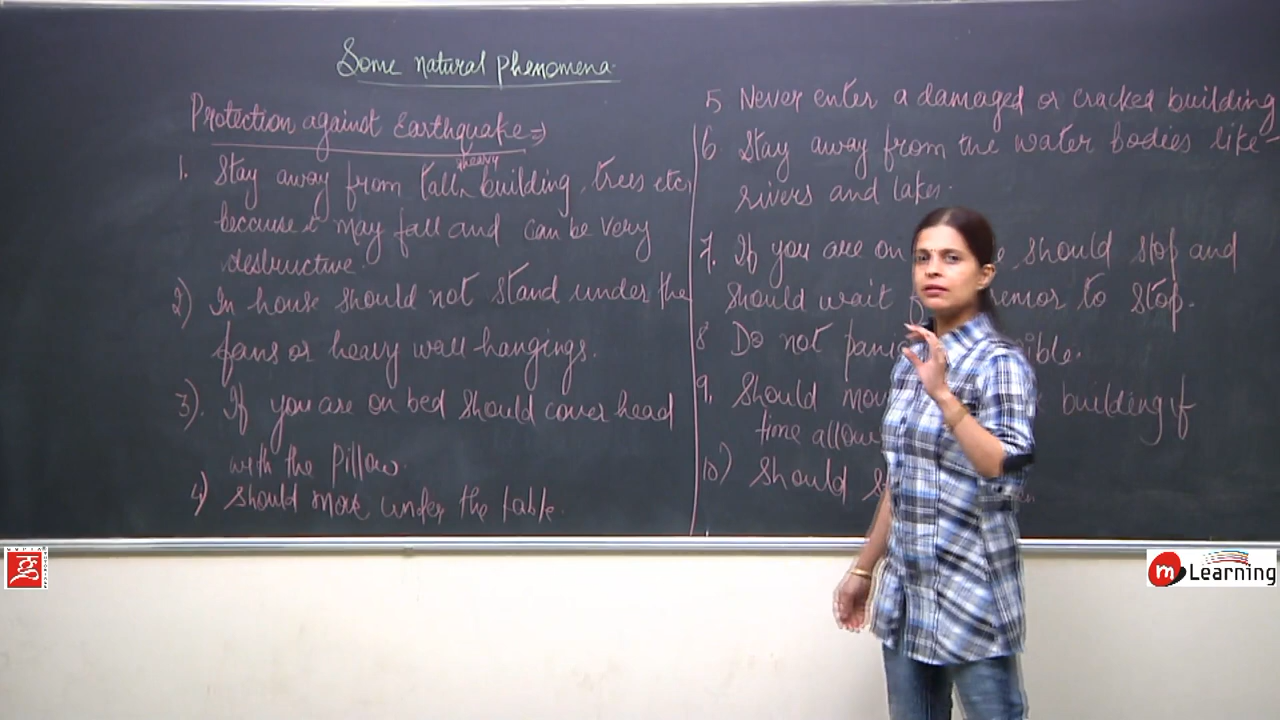 Some natural phenomena
Protection against Earthquake ⇒
1. Stay away from tall, heavy building, trees etc
because it may fall and can be very
destructive.
2) In house should not stand under the
fans or heavy wall hangings.
3). If you are on bed should cover head
with the pillow.
4) should move under the table.
5 Never enter a damaged or cracked building
6. Stay away from the water bodies like -
rivers and lakes.
7. If you are on should stop and
should wait to stop.
8 Do not
9. Should building if
time
10) should
m Learning